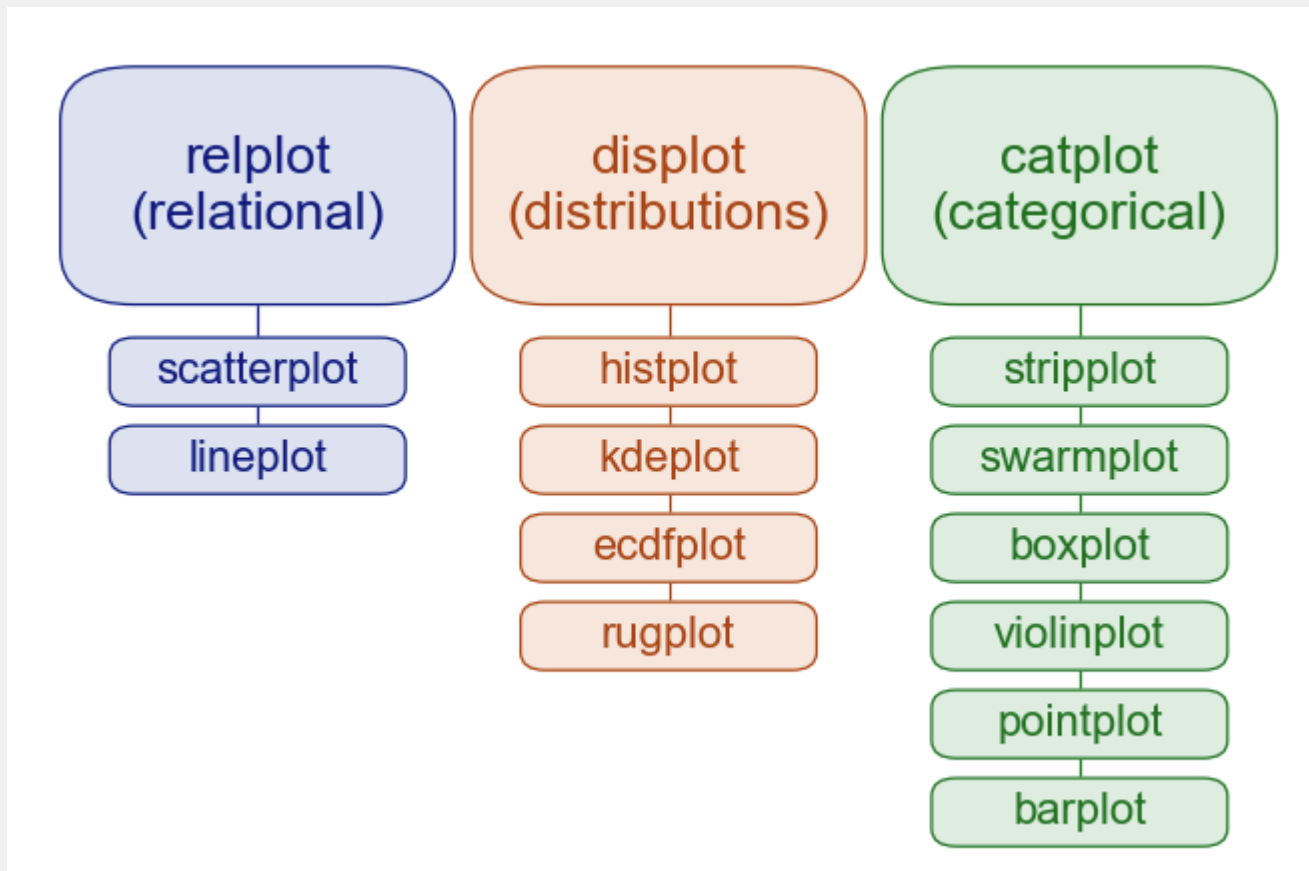 relplot
(relational)
scatterplot
lineplot
displot
(distributions)
histplot
kdeplot
ecdfplot
rugplot
catplot
(categorical)
stripplot
swarmplot
boxplot
violinplot
pointplot
barplot